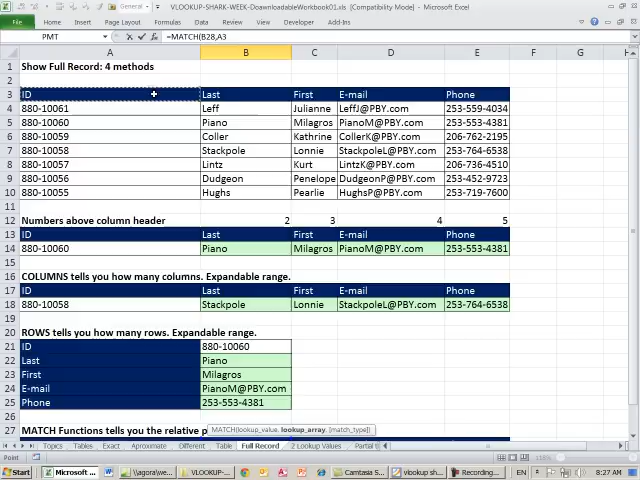 General
VLOOKUP-SHARK-WEEK-DoawnloadableWorkbook01.xls [Compatibility Mode] - Excel
File Home Insert Page Layout Formulas Data Review View Developer Add-Ins
PMT =MATCH(B28,A3
A B C D E F G H
1 Show Full Record: 4 methods
2
3 ID Last First E-mail Phone
4 880-10061 Leff Julianne LeffJ@PBY.com 253-559-4034
5 880-10060 Piano Milagros PianoM@PBY.com 253-553-4381
6 880-10059 Coller Kathrine CollerK@PBY.com 206-762-2195
7 880-10058 Stackpole Lonnie StackpoleL@PBY.com 253-764-6538
8 880-10057 Lintz Kurt LintzK@PBY.com 206-736-4510
9 880-10056 Dudgeon Penelope DudgeonP@PBY.com 253-452-9723
10 880-10055 Hughs Pearlie HughsP@PBY.com 253-719-7600
11
12 Numbers above column header 2 3 4 5
13 ID Last First E-mail Phone
14 880-10060 Piano Milagros PianoM@PBY.com 253-553-4381
15
16 COLUMNS tells you how many columns. Expandable range.
17 ID Last First E-mail Phone
18 880-10058 Stackpole Lonnie StackpoleL@PBY.com 253-764-6538
19
20 ROWS tells you how many rows. Expandable range.
21 ID 880-10060
22 Last Piano
23 First Milagros
24 E-mail PianoM@PBY.com
25 Phone 253-553-4381
26
27 MATCH Functions tells you the relative p
MATCH(lookup_value, lookup_array, [match_type])
Topics Tables Exact Aproximate Different Table Full Record 2 Lookup Values Partial
Point
Start Microsoft ... \\agora\we... VLOOKUP-... Camtasia S... vlookup sh... Recording... EN 8:27 AM